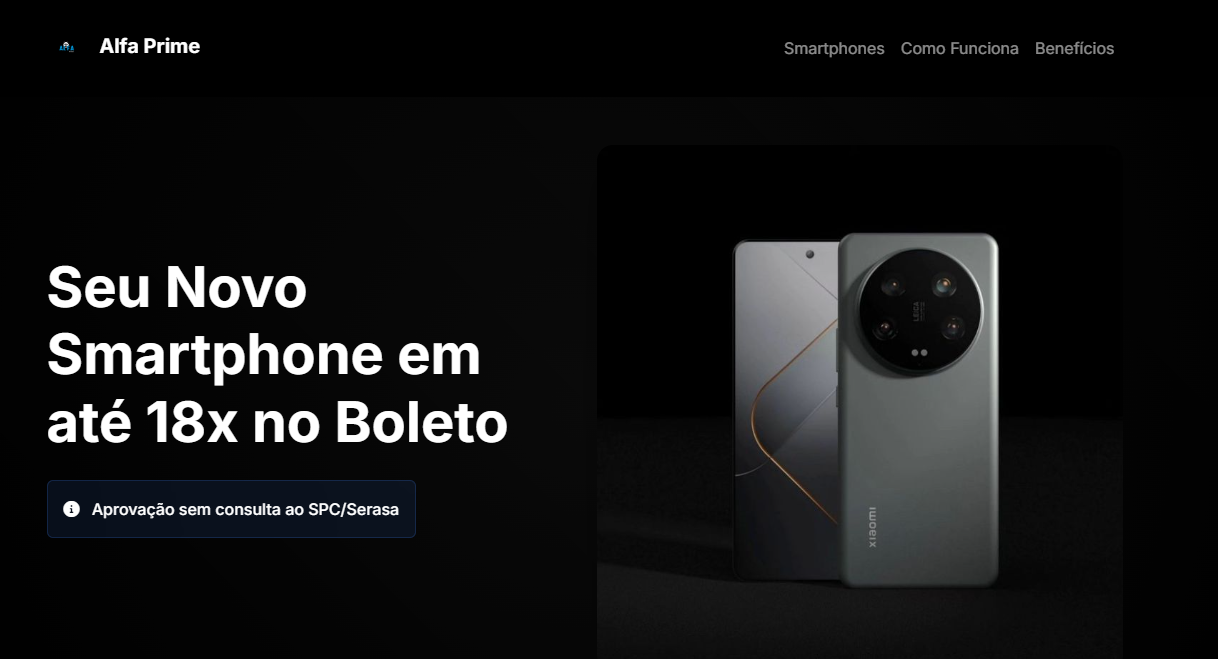 Alfa Prime
Smartphones Como Funciona Benefícios
Seu Novo
Smartphone em
até 18x no Boleto
Aprovação sem consulta ao SPC/Serasa
LEICA
xiaomi